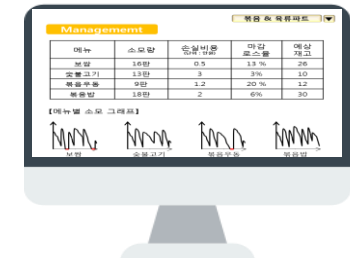 볶음 & 육류파트
Managememt
메뉴 소모량 손실비용 (단위 : 만원) 마감 로스율 예상 재고
보쌈 16판 0.5 13 % 26
숯불고기 13판 3 3% 10
볶음우동 9판 1.2 20 % 12
볶음밥 18판 2 6% 30
[메뉴별 소모 그래프]
보쌈 숯불고기 볶음우동 볶음밥